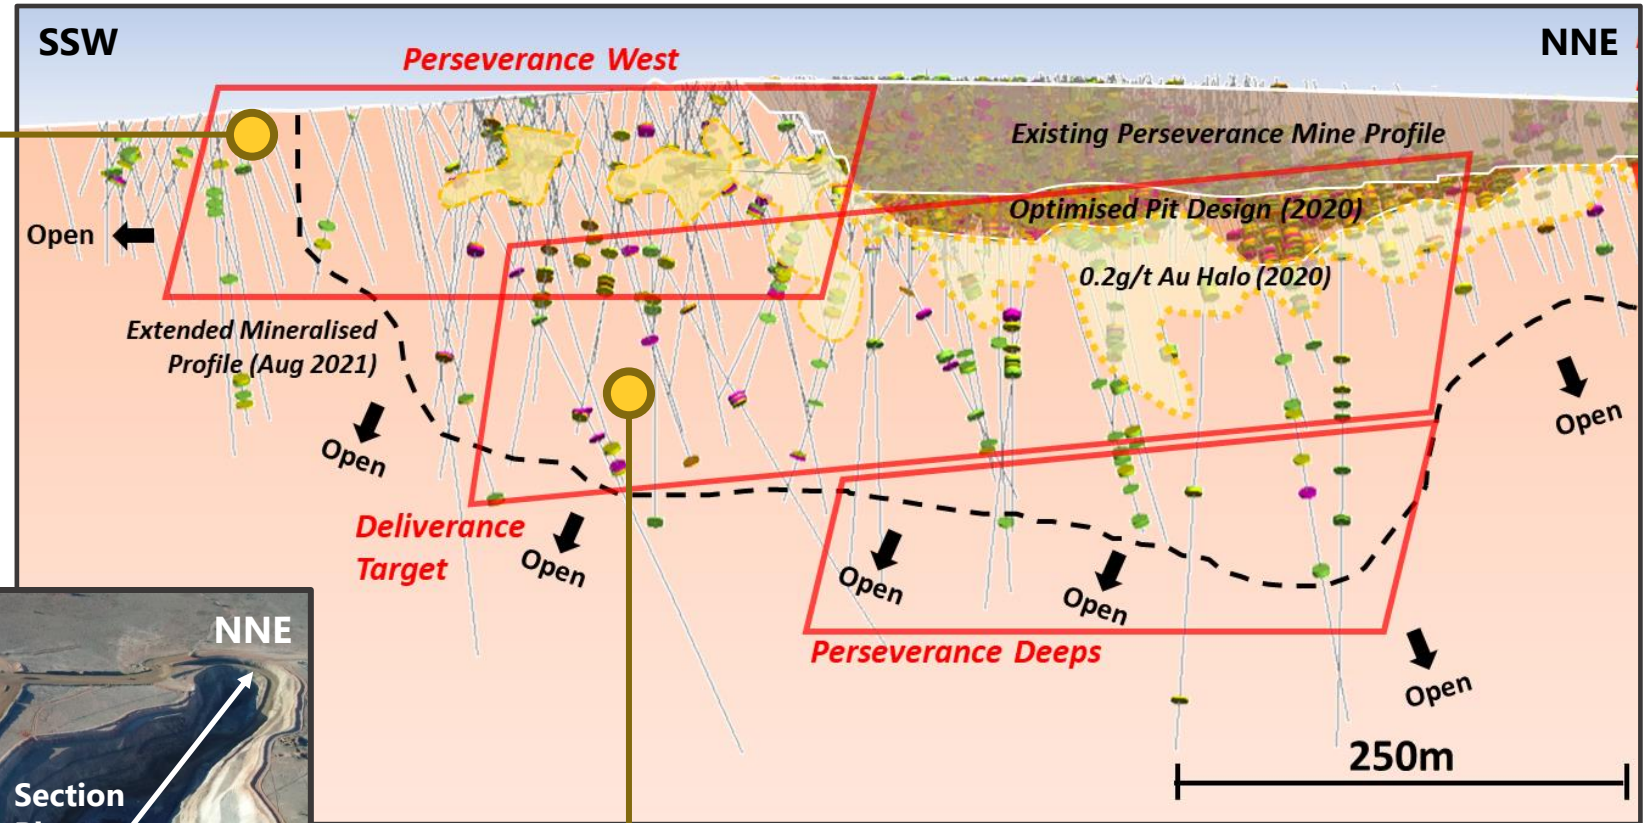 SSW
NNE
Perseverance West
Existing Perseverance Mine Profile
Optimised Pit Design (2020)
Open
0.2g/t Au Halo (2020)
Extended Mineralised
Profile (Aug 2021)
Open
Open
Deliverance
Target
Open
Open
Open
Perseverance Deeps
Open
250m
NNE
Section